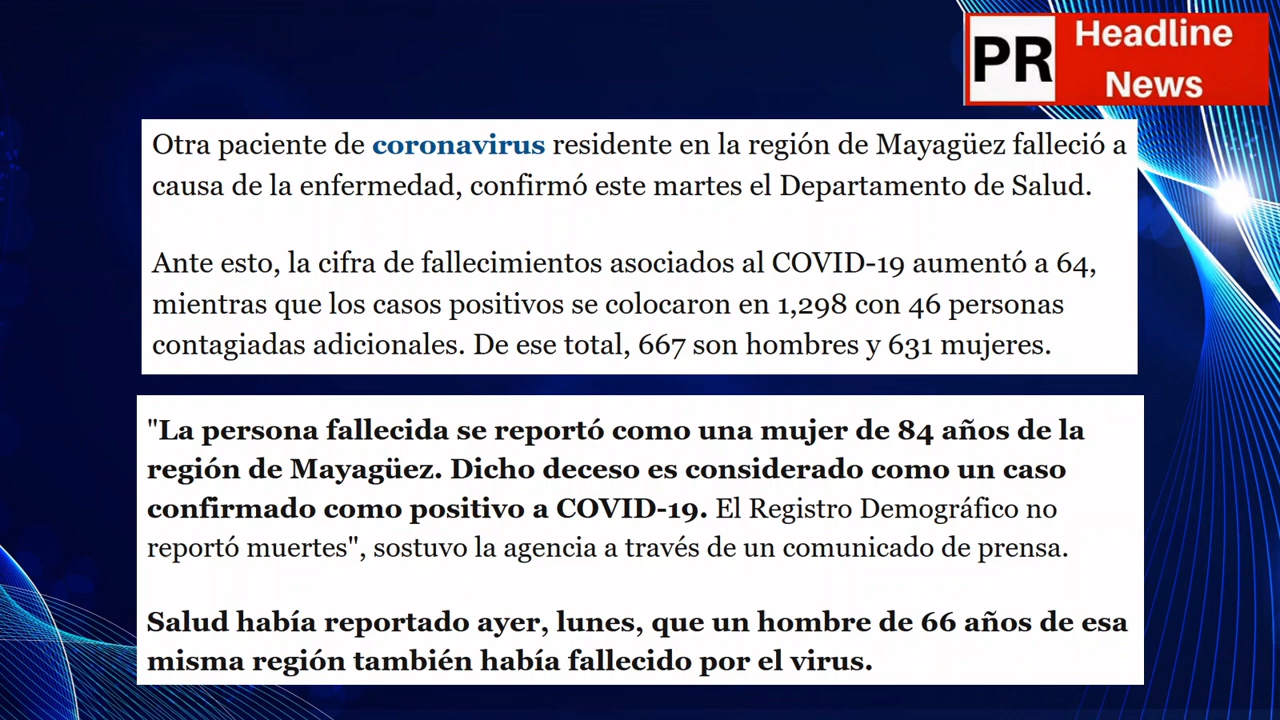 PR Headline
News
Otra paciente de coronavirus residente en la región de Mayagüez falleció a
causa de la enfermedad, confirmó este martes el Departamento de Salud.
Ante esto, la cifra de fallecimientos asociados al COVID-19 aumentó a 64,
mientras que los casos positivos se colocaron en 1,298 con 46 personas
contagiadas adicionales. De ese total, 667 son hombres y 631 mujeres.
"La persona fallecida se reportó como una mujer de 84 años de la
región de Mayagüez. Dicho deceso es considerado como un caso
confirmado como positivo a COVID-19. El Registro Demográfico no
reportó muertes", sostuvo la agencia a través de un comunicado de prensa.
Salud había reportado ayer, lunes, que un hombre de 66 años de esa
misma región también había fallecido por el virus.